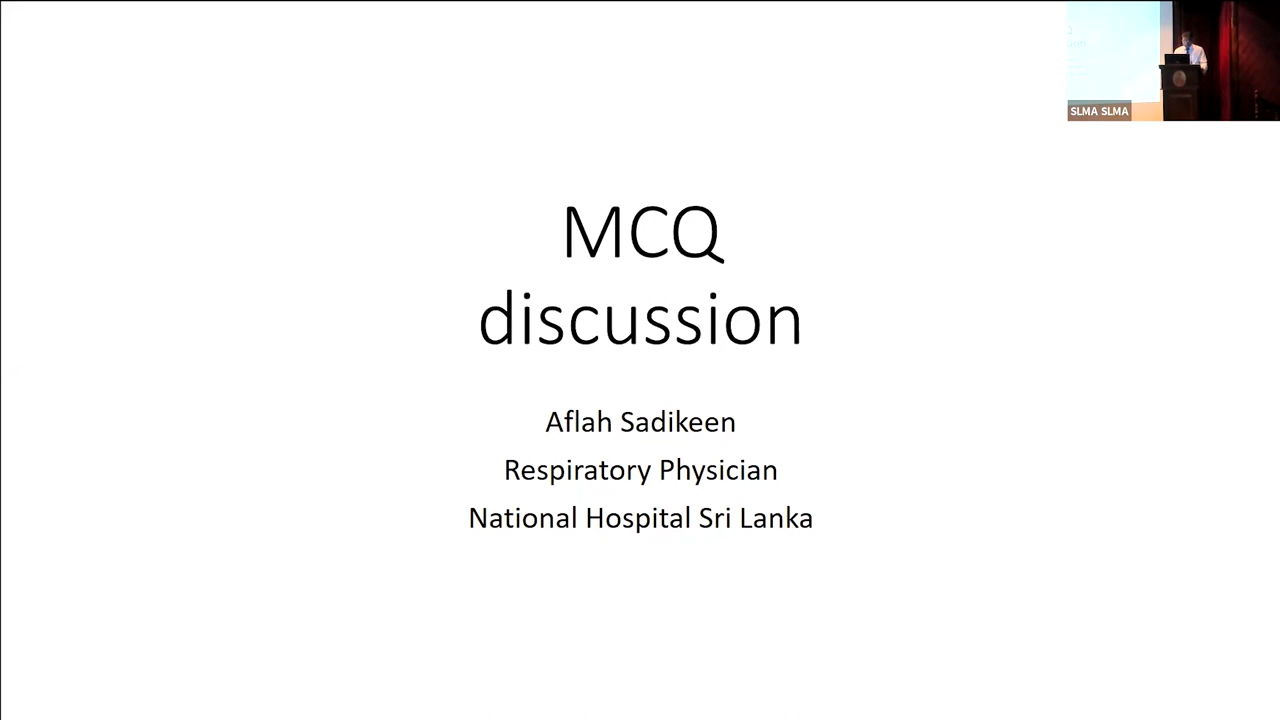 MCQ
discussion
Aflah Sadikeen
Respiratory Physician
National Hospital Sri Lanka
SLMA SLMA